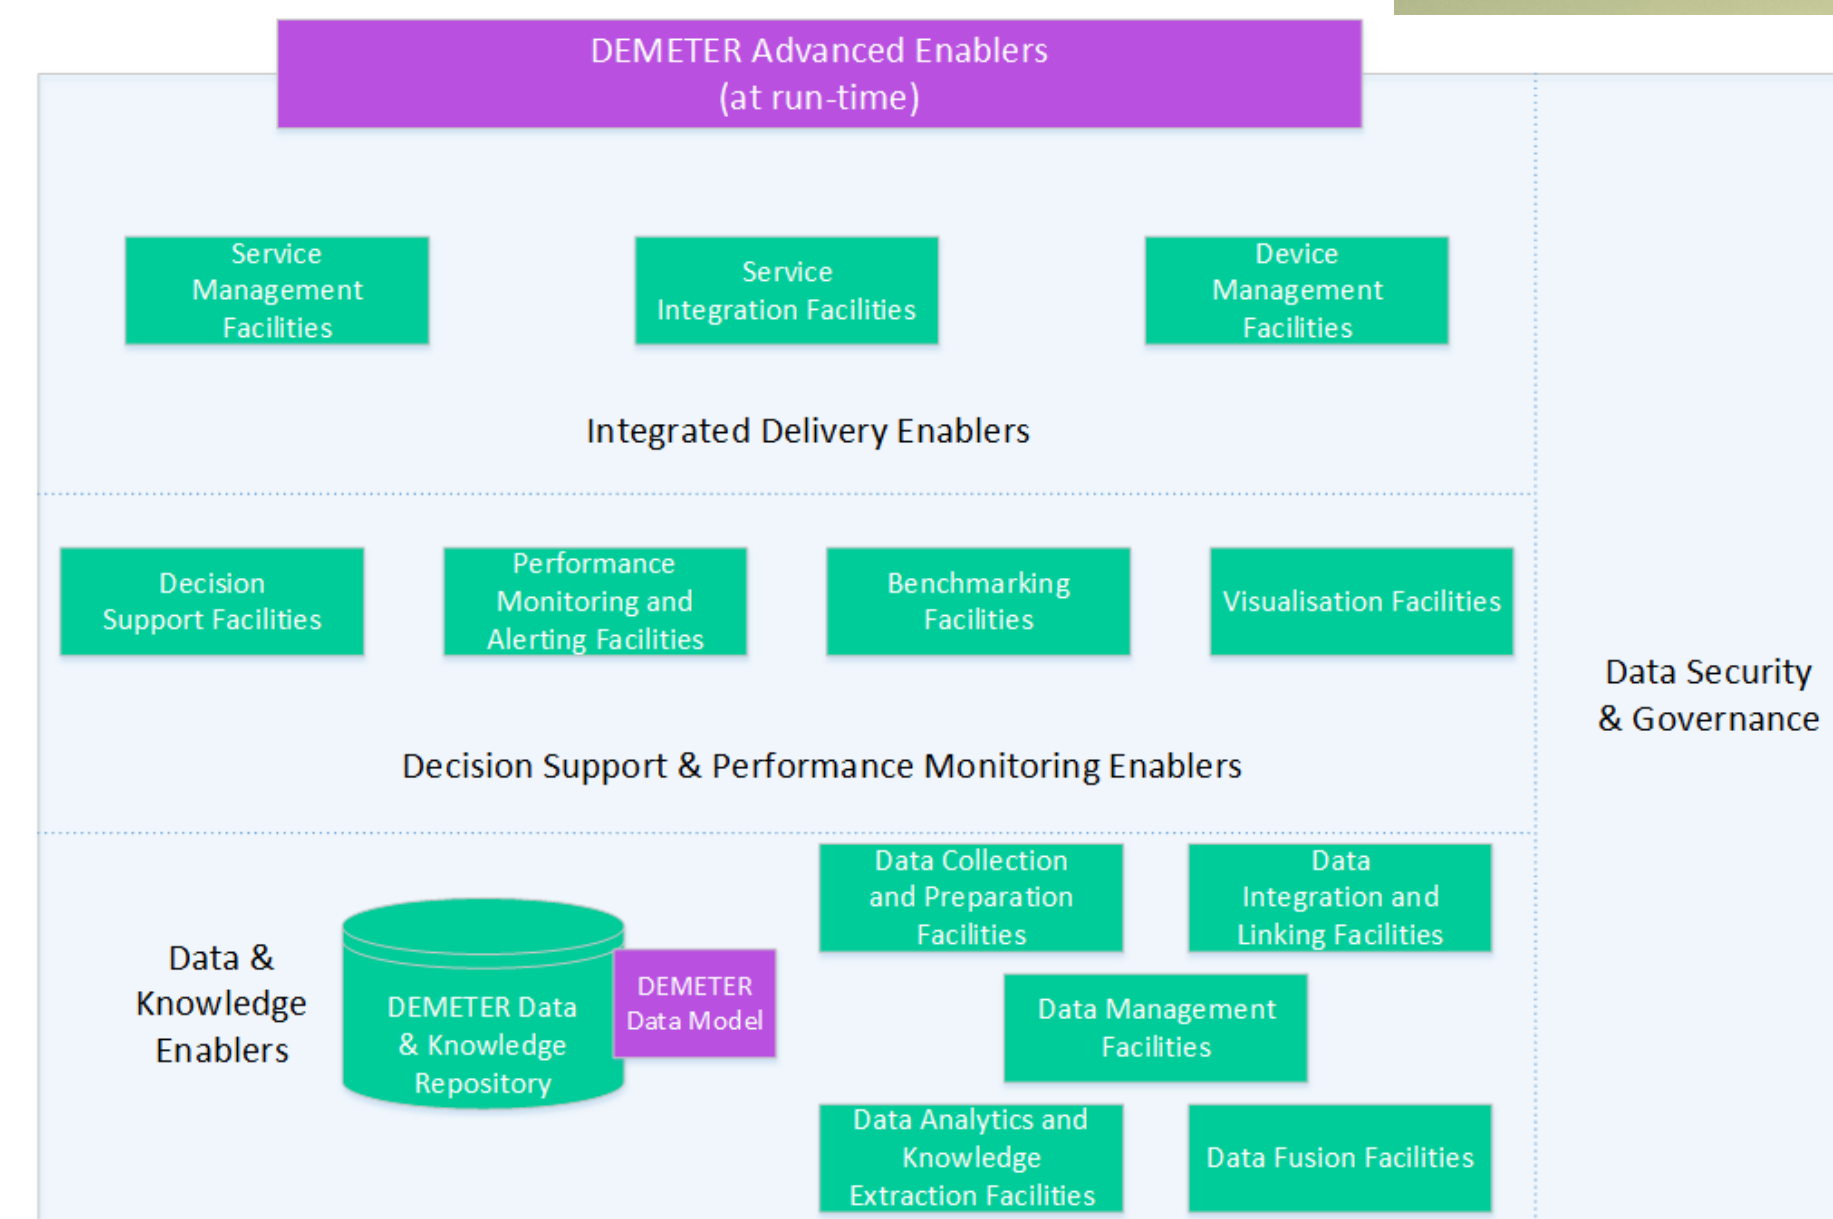 DEMETER Advanced Enablers
(at run-time)
Service
Management
Facilities
Service
Integration Facilities
Device
Management
Facilities
Integrated Delivery Enablers
Decision
Support Facilities
Performance
Monitoring and
Alerting Facilities
Benchmarking
Facilities
Visualisation Facilities
Decision Support & Performance Monitoring Enablers
Data Security
& Governance
Data &
Knowledge
Enablers
DEMETER Data
& Knowledge
Repository
DEMETER
Data Model
Data Collection
and Preparation
Facilities
Data
Integration and
Linking Facilities
Data Management
Facilities
Data Analytics and
Knowledge
Extraction Facilities
Data Fusion Facilities